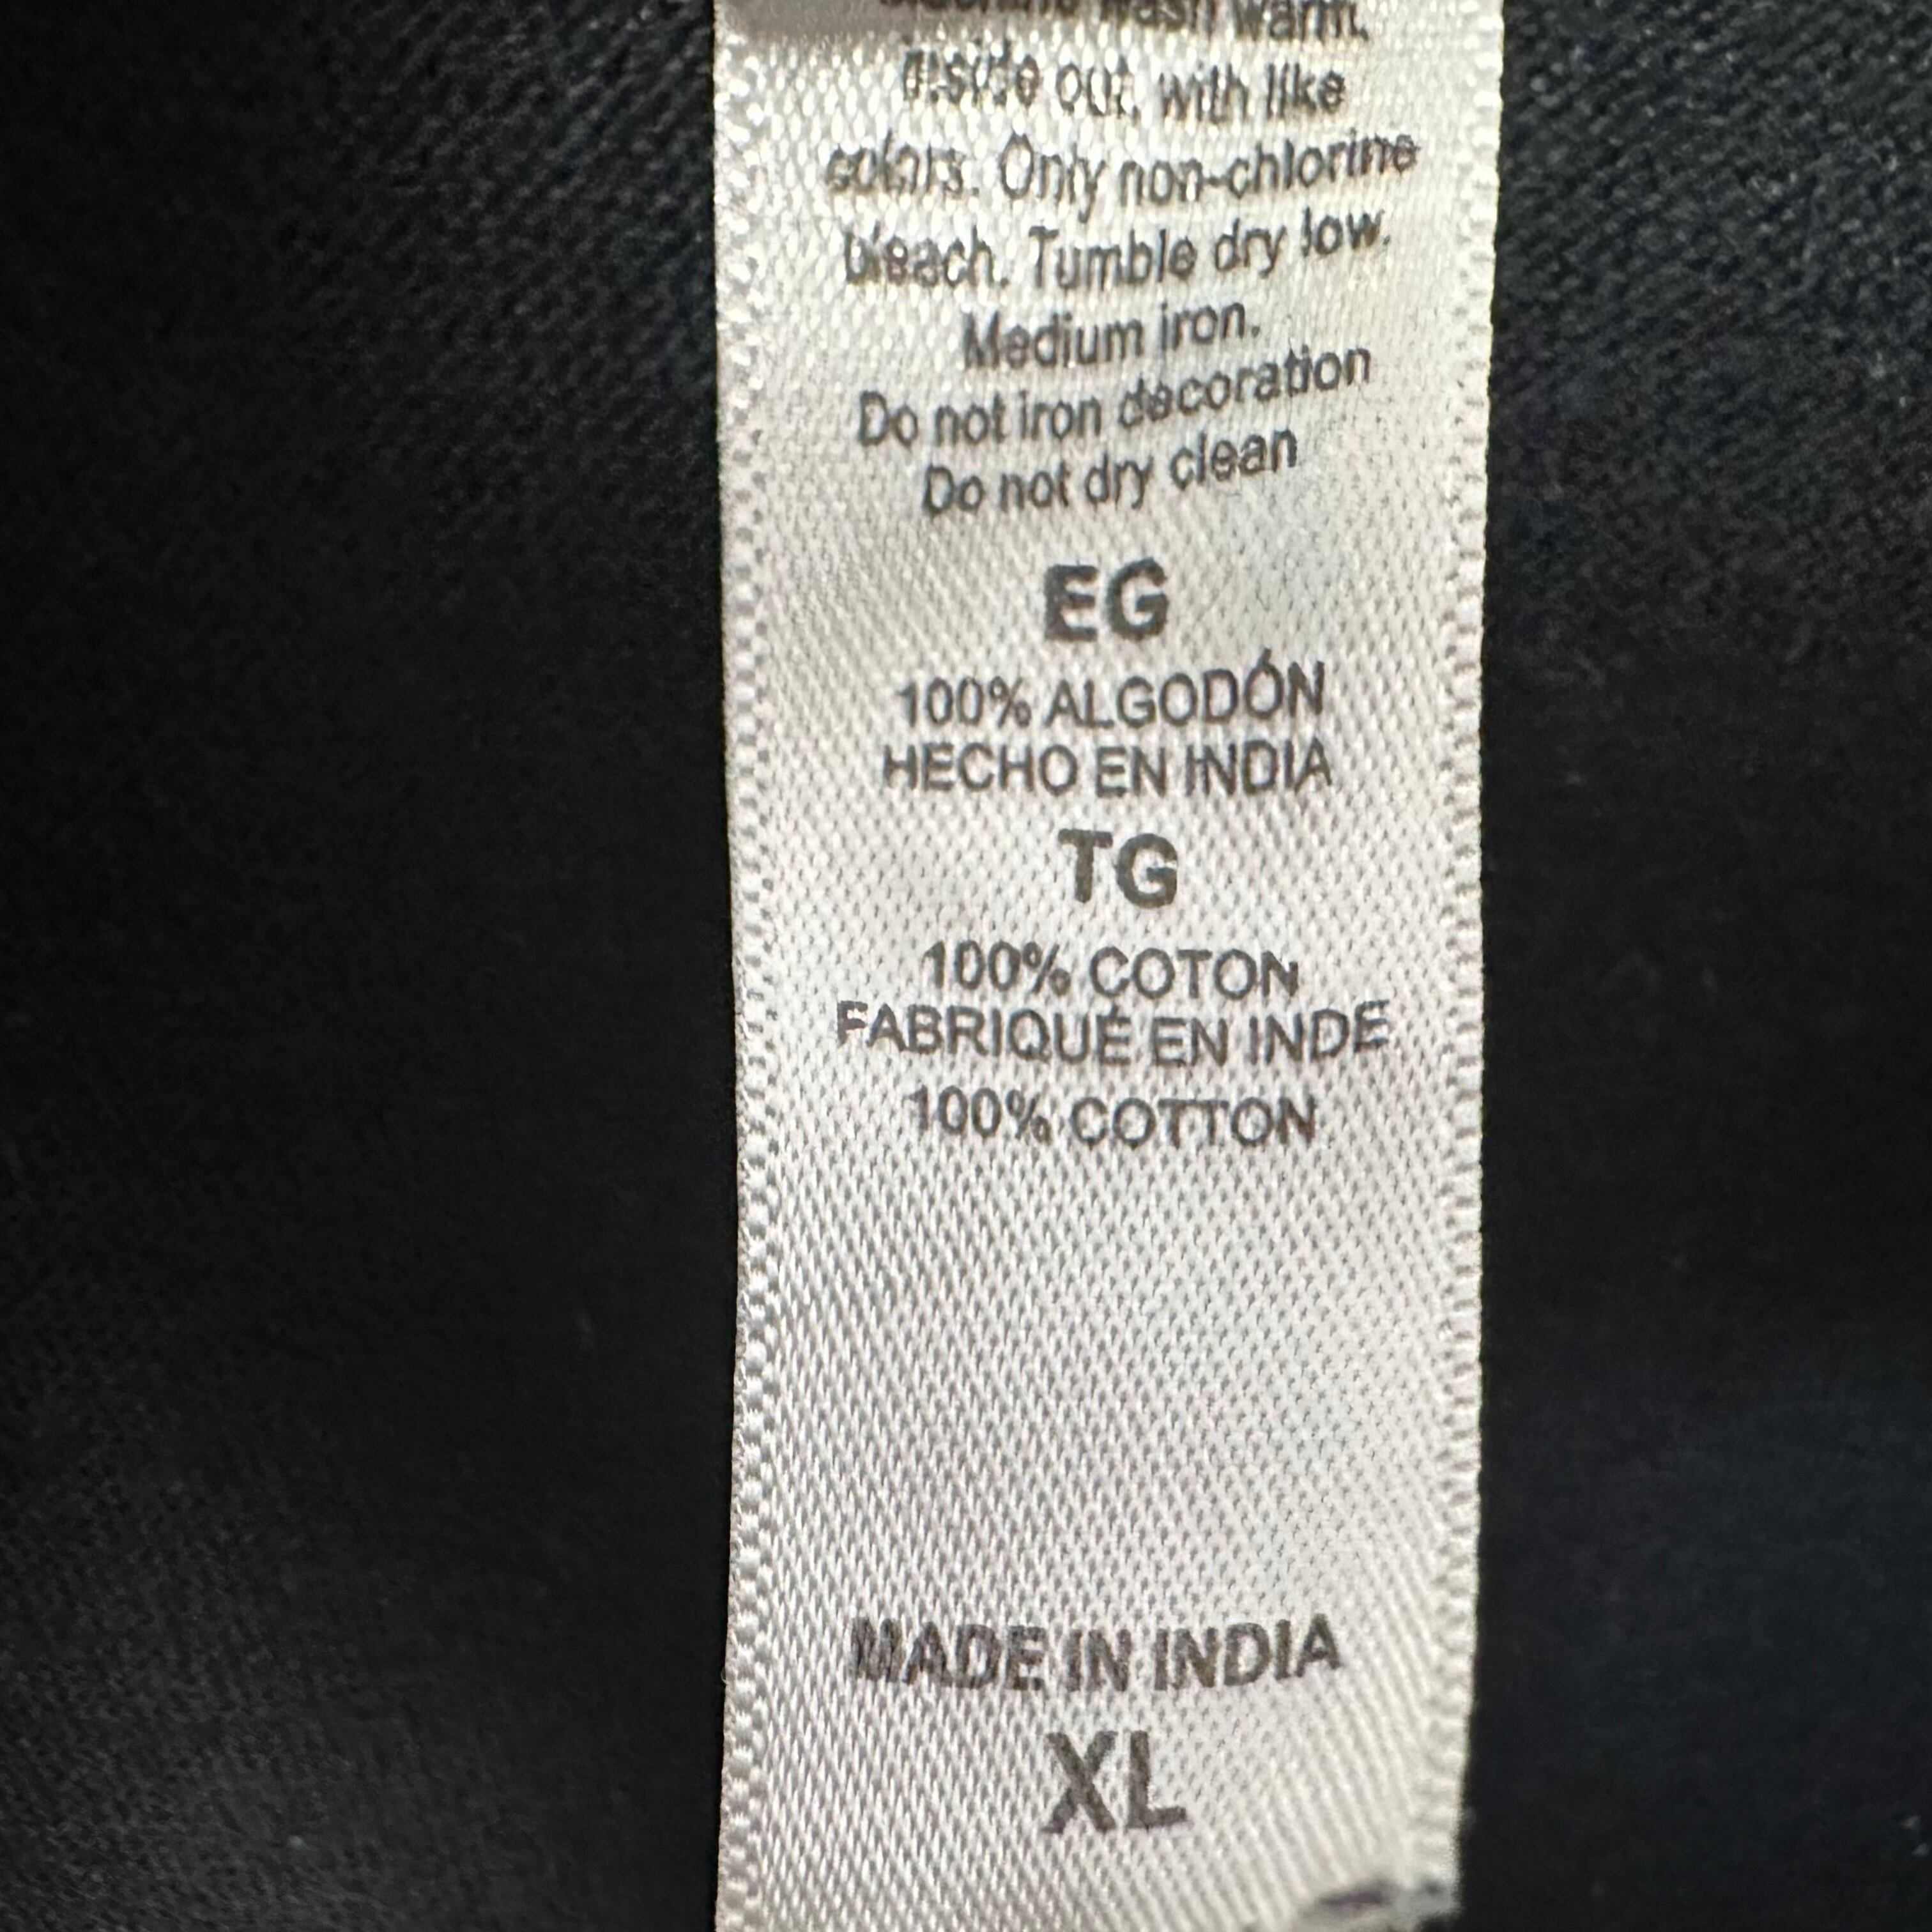 wash warm,
inside out, with like
colors. Only non-chlorine
bleach. Tumble dry low.
Medium iron.
Do not iron decoration
Do not dry clean
EG
100% ALGODÓN
HECHO EN INDIA
TG
100% COTON
FABRIQUÉ EN INDE
100% COTTON
MADE IN INDIA
XL